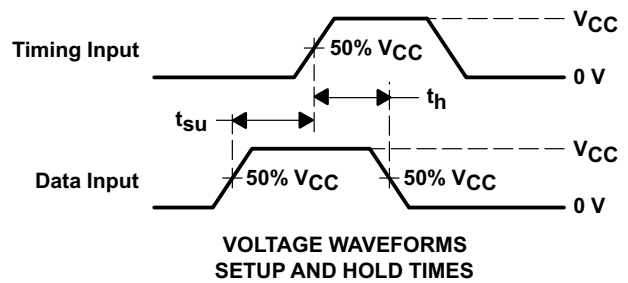 VCC
Timing Input
50% VCC
0 V
th
tsu
VCC
Data Input
50% VCC
50% VCC
0 V
VOLTAGE WAVEFORMS
SETUP AND HOLD TIMES